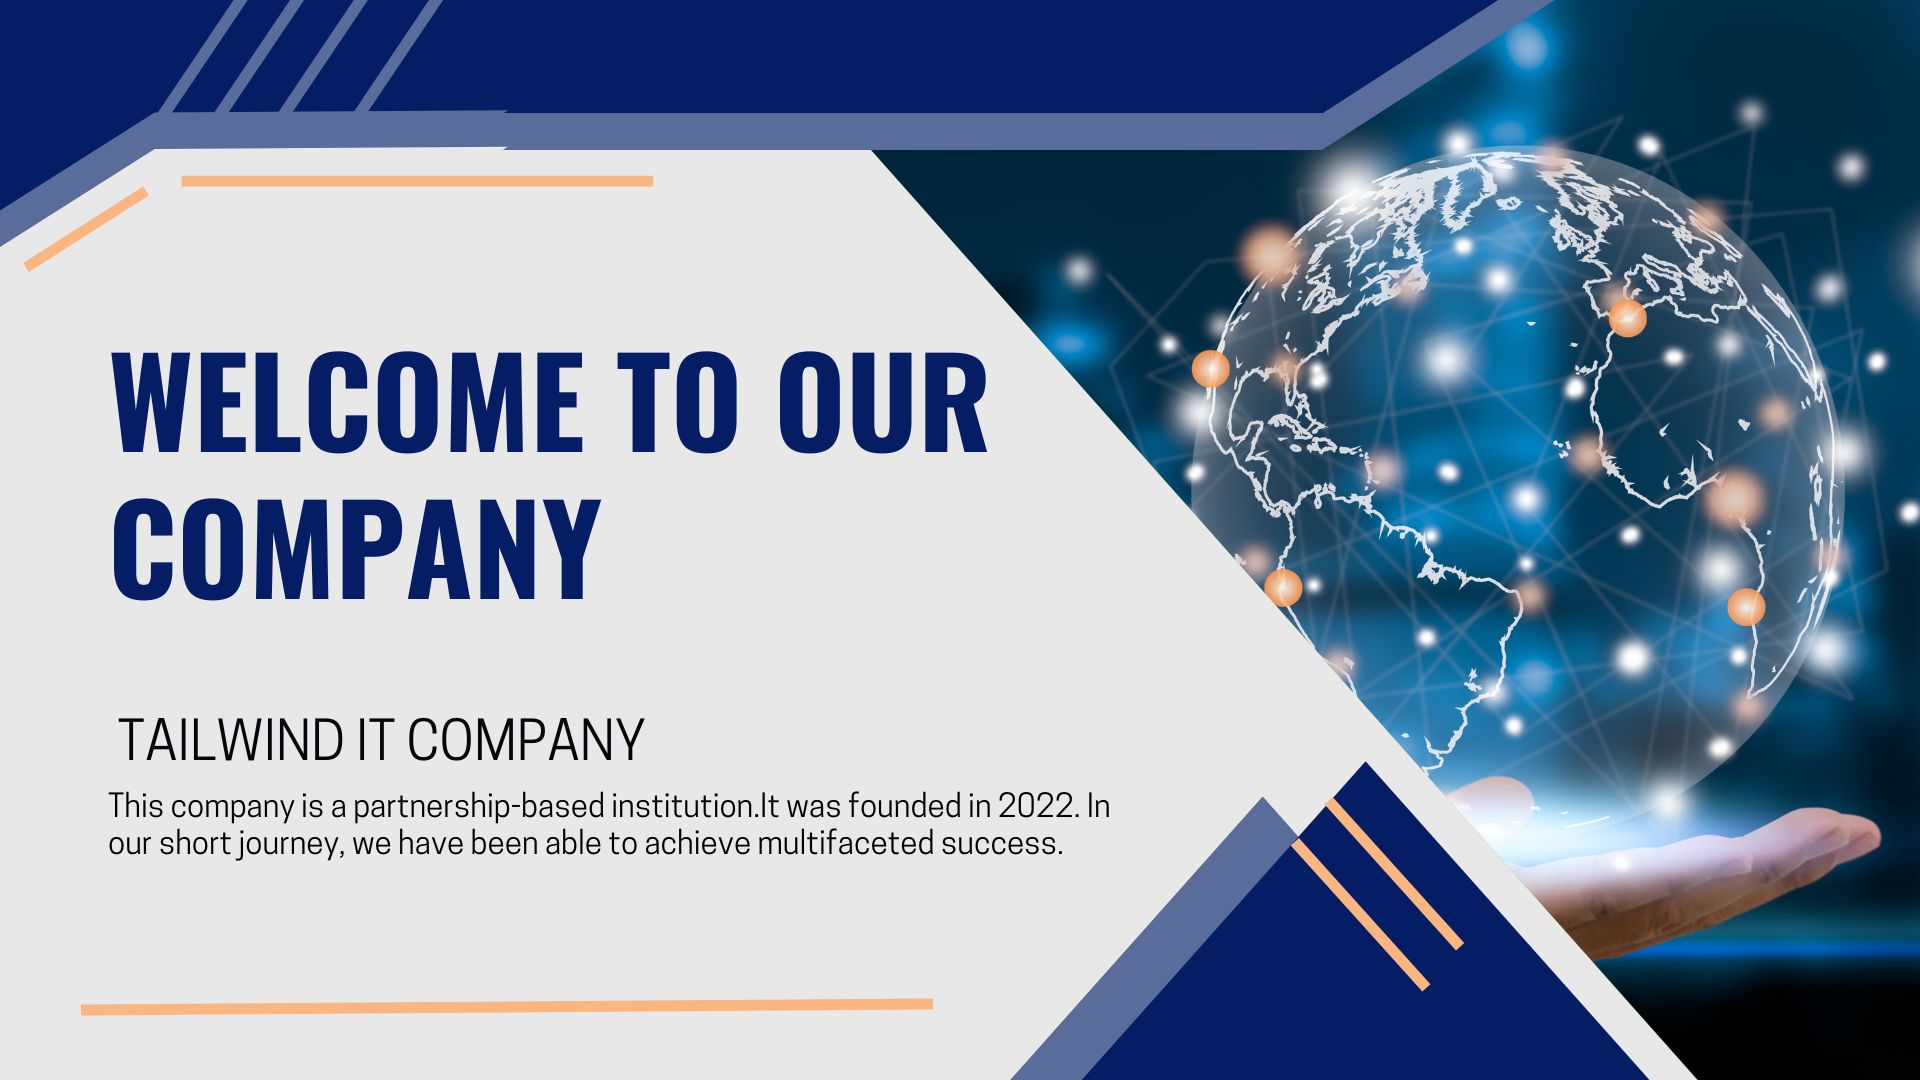 WELCOME TO OUR
COMPANY
TAILWIND IT COMPANY
This company is a partnership-based institution.It was founded in 2022. In
our short journey, we have been able to achieve multifaceted success.